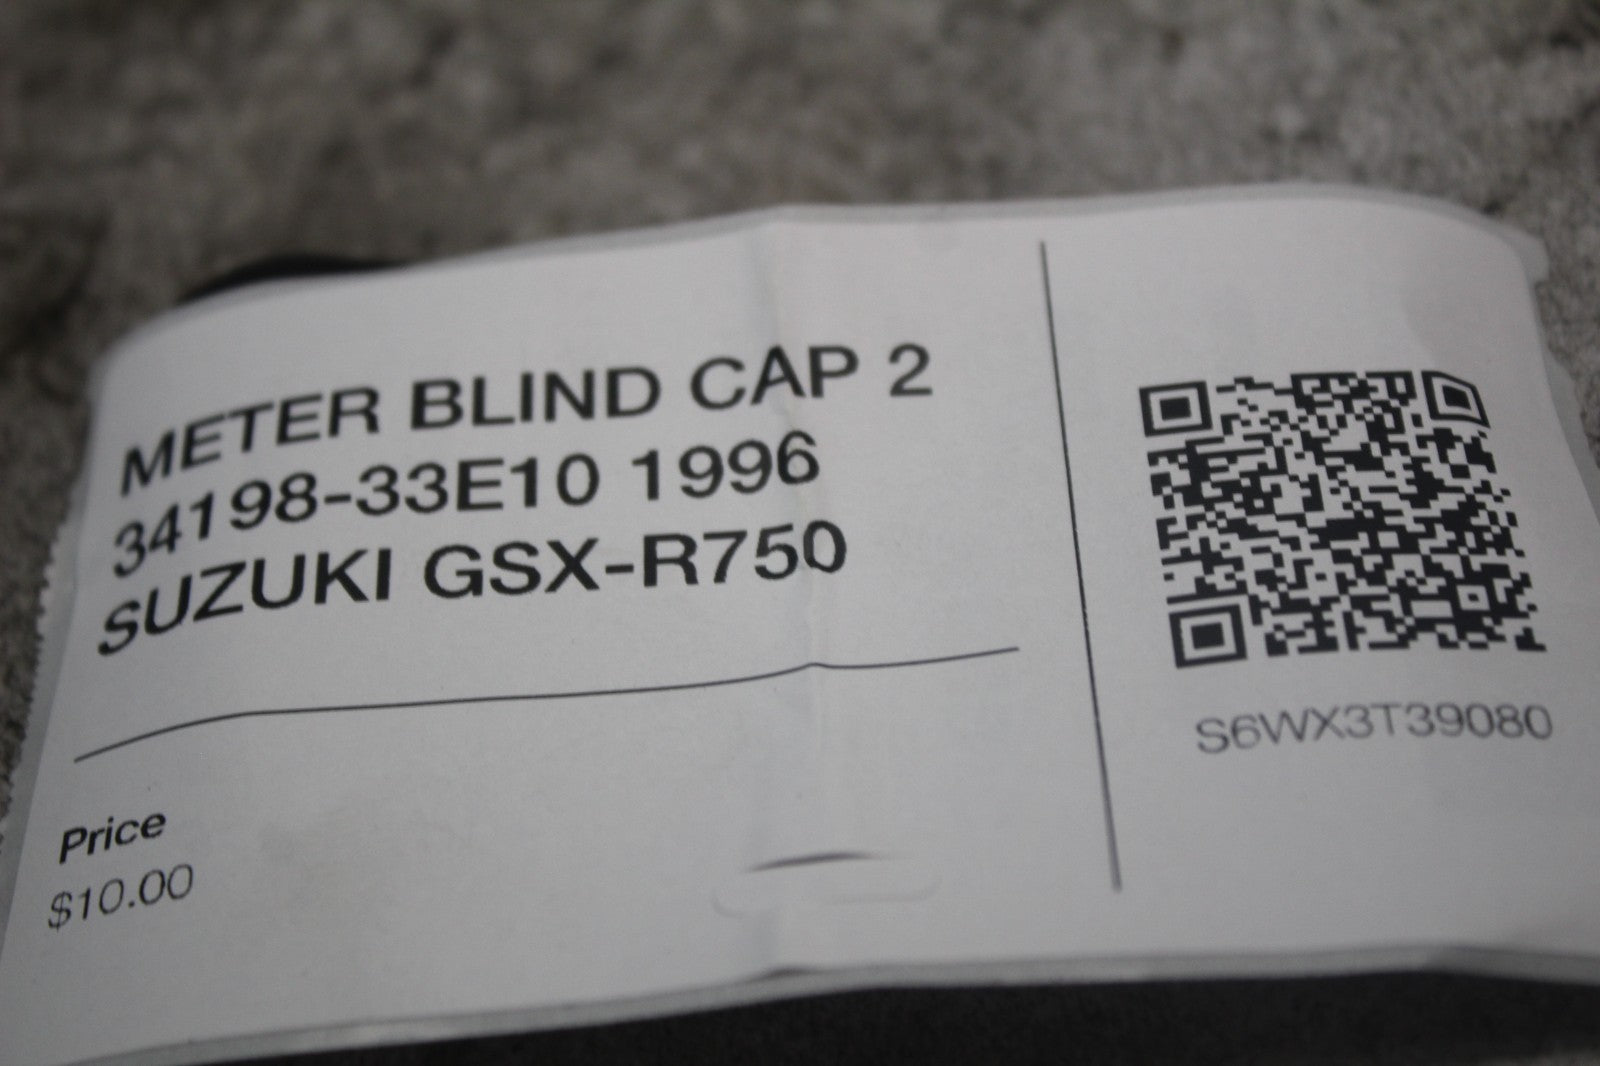 METER BLIND CAP 2
34198-33E10 1996
SUZUKI GSX-R750
Price
$10.00
S6WX3T39080